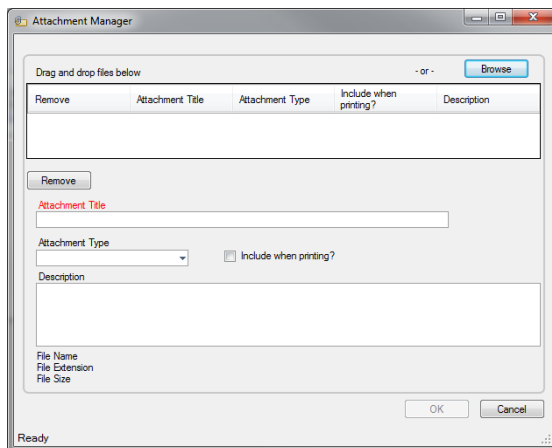 Attachment Manager
Drag and drop files below - or - Browse
Remove Attachment Title Attachment Type Include when printing? Description
Remove
Attachment Title
Attachment Type
Include when printing?
Description
File Name
File Extension
File Size
OK Cancel
Ready